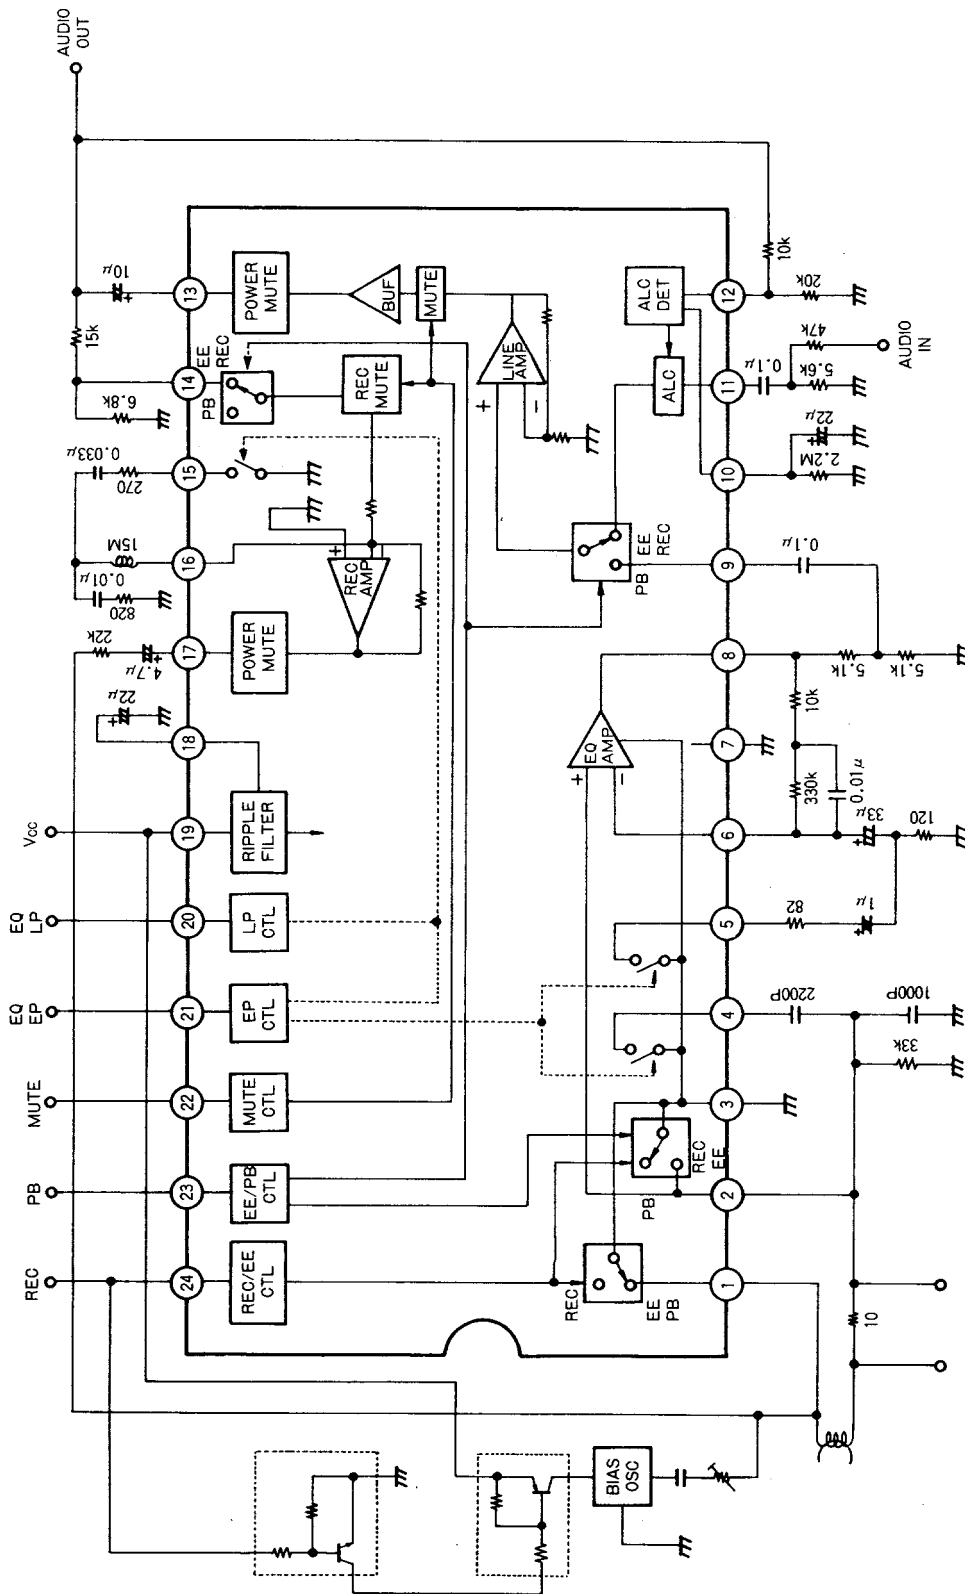 REC
PB
MUTE
EQ
EP
EQ
LP
Vcc
AUDIO
OUT
22μ
4.7μ
22k
820
0.01μ
15M
270
0.033μ
6.8k
15k
10μ
24
23
22
21
20
19
18
17
16
15
14
13
REC/EE
CTL
EE/PB
CTL
MUTE
CTL
EP
CTL
LP
CTL
RIPPLE
FILTER
POWER
MUTE
PB
EE
REC
POWER
MUTE
REC
MUTE
BUF
MUTE
+
REC
AMP
+
−
LINE
AMP
PB
EE
REC
ALC
ALC
DET
+
−
EQ
AMP
REC
EE
PB
PB
REC
EE
1
2
3
4
5
6
7
8
9
10
11
12
BIAS
OSC
10
33k
2200P
1000P
82
1μ
33μ
120
330k
0.01μ
10k
5.1k
5.1k
0.1μ
2.2M
22μ
0.1μ
5.6k
47k
AUDIO
IN
20k
10k